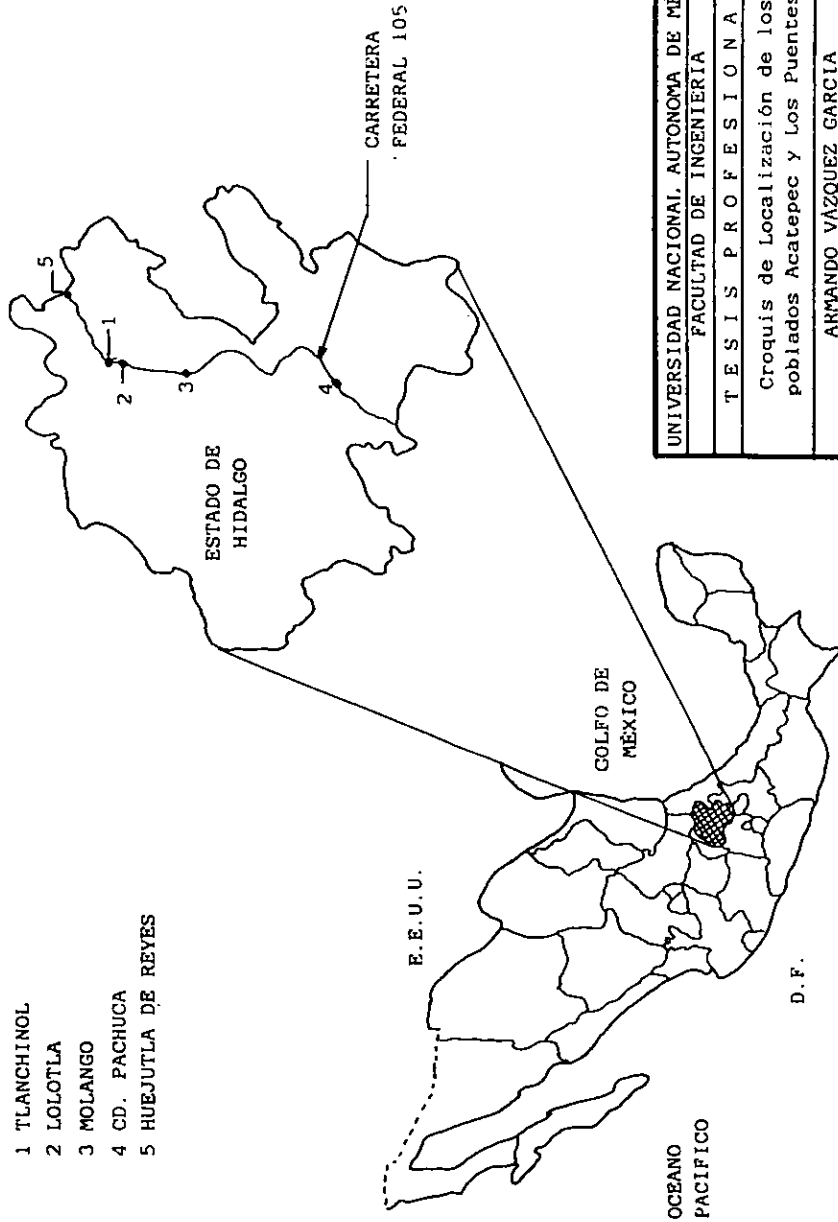 1 TLANCHINOL
2 LOLOTLA
3 MOLANGO
4 CD. PACHUCA
5 HUEJUTLA DE REYES
5
1
2
3
4
CARRETERA
FEDERAL 105
ESTADO DE
HIDALGO
E.E.U.U.
GOLFO DE
MÉXICO
OCEANO
PACIFICO
D.F.
UNIVERSIDAD NACIONAL AUTONOMA DE
FACULTAD DE INGENIERIA
TESIS PROFESIONA
Croquis de Localización de los
poblados Acatepec y Los Puentes
ARMANDO VÁZQUEZ GARCIA